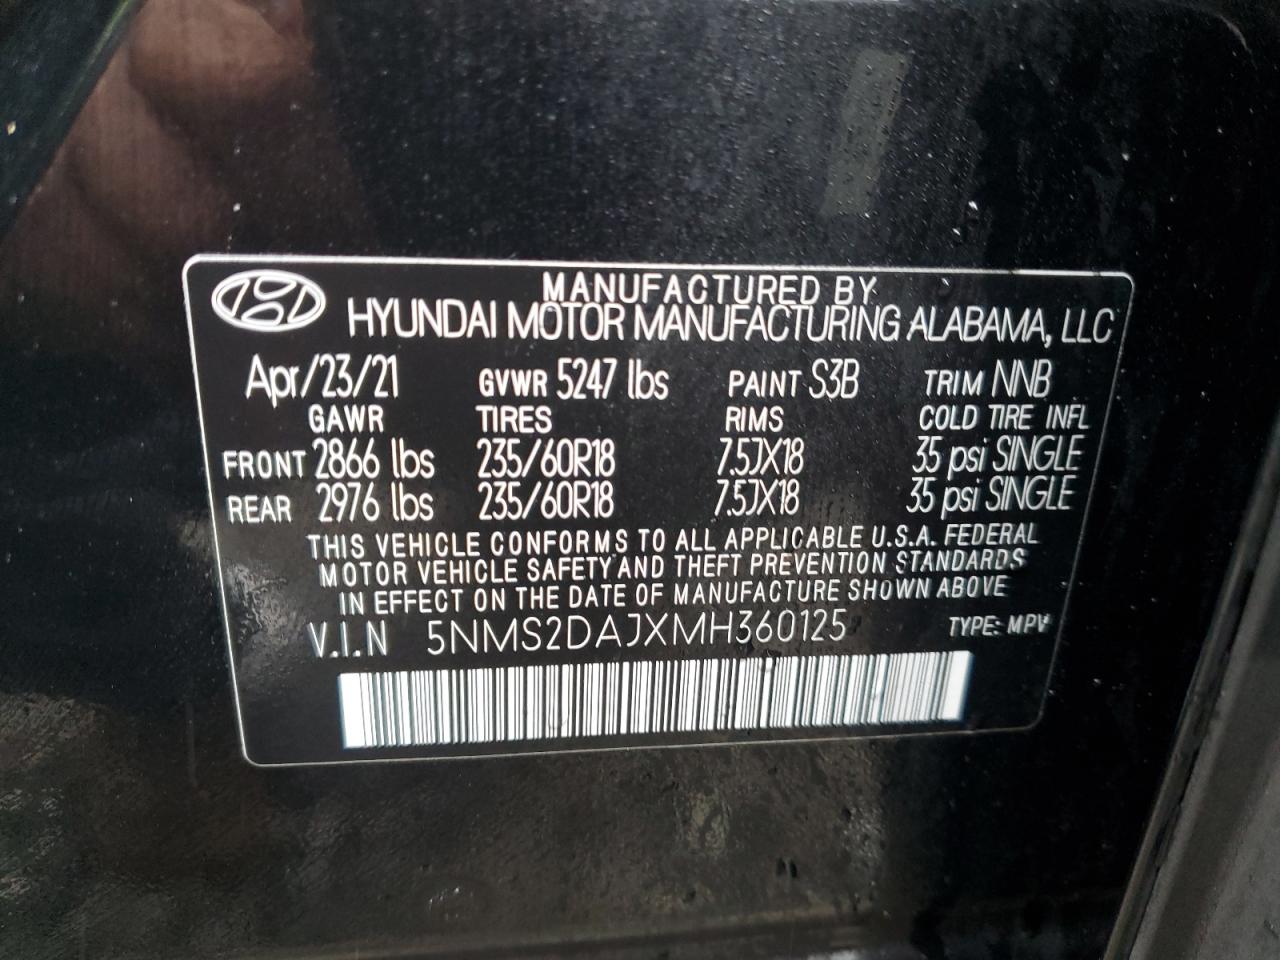 MANUFACTURED BY
HYUNDAI MOTOR MANUFACTURING ALABAMA, LLC
Apr/23/21 GVWR 5247 lbs PAINT S3B TRIM NNB
GAWR TIRES RIMS COLD TIRE INFL
FRONT 2866 lbs 235/60R18 7.5JX18 35 psi SINGLE
REAR 2976 lbs 235/60R18 7.5JX18 35 psi SINGLE
THIS VEHICLE CONFORMS TO ALL APPLICABLE U.S.A. FEDERAL
MOTOR VEHICLE SAFETY AND THEFT PREVENTION STANDARDS
IN EFFECT ON THE DATE OF MANUFACTURE SHOWN ABOVE
V.I.N 5NMS2DAJXMH360125 TYPE: MPV